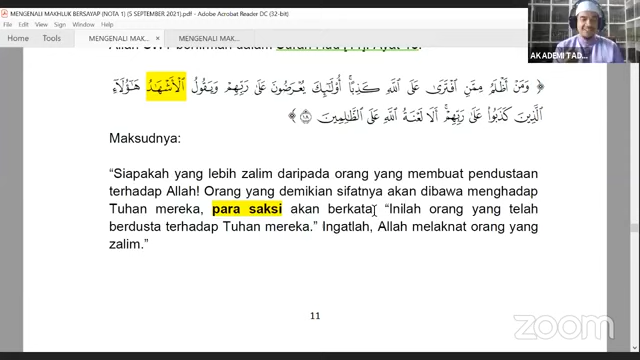 MENGENALI MAKHLUK BERSAYAP (NOTA 1) (5 SEPTEMBER 2021).pdf - Adobe Acrobat Reader DC (32-bit)
File Edit View Sign Window Help
Home Tools MENGENALI MAK... × MENGENALI MAK...
﴿ وَمَنْ أَظْلَمُ مِمَّنِ افْتَرَىٰ عَلَى اللَّهِ كَذِبًا ۚ أُولَٰئِكَ يُعْرَضُونَ عَلَىٰ رَبِّهِمْ وَيَقُولُ الْأَشْهَادُ هَٰؤُلَاءِ
الَّذِينَ كَذَبُوا عَلَىٰ رَبِّهِمْ ۚ أَلَا لَعْنَةُ اللَّهِ عَلَى الظَّالِمِينَ ﴿١٨﴾
Maksudnya:
“Siapakah yang lebih zalim daripada orang yang membuat pendustaan
terhadap Allah! Orang yang demikian sifatnya akan dibawa menghadap
Tuhan mereka, para saksi akan berkata “Inilah orang yang telah
berdusta terhadap Tuhan mereka.” Ingatlah, Allah melaknat orang yang
zalim.”
11
AKADEMI TAD...
zoom